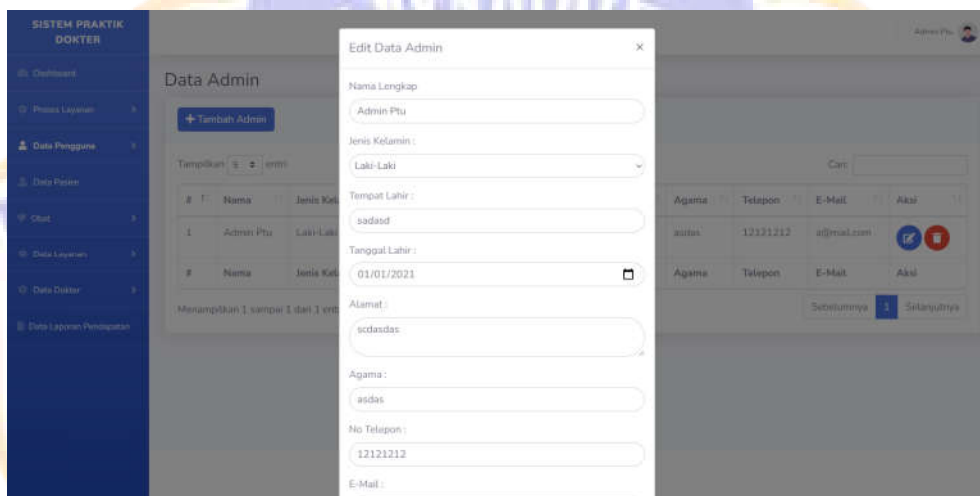 SISTEM PRAKTIK
DOKTER
Admin Ptu
Dashboard
Proses Layanan
Data Pengguna
Data Pasien
Obat
Data Layanan
Data Dokter
Data Laporan Pendapatan
Data Admin
+ Tambah Admin
Tampilkan 5 entri
Cari:
# Nama Jenis Kel Agama Telepon E-Mail Aksi
1 Admin Ptu Laki-Laki asdas 12121212 a@mail.com
# Nama Jenis Kel Agama Telepon E-Mail Aksi
Menampilkan 1 sampai 1 dari 1 ent
Sebelumnya 1 Selanjutnya
Edit Data Admin ×
Nama Lengkap
Admin Ptu
Jenis Kelamin :
Laki-Laki
Tempat Lahir :
sadasd
Tanggal Lahir :
01/01/2021
Alamat :
scdasdas
Agama :
asdas
No Telepon :
12121212
E-Mail :